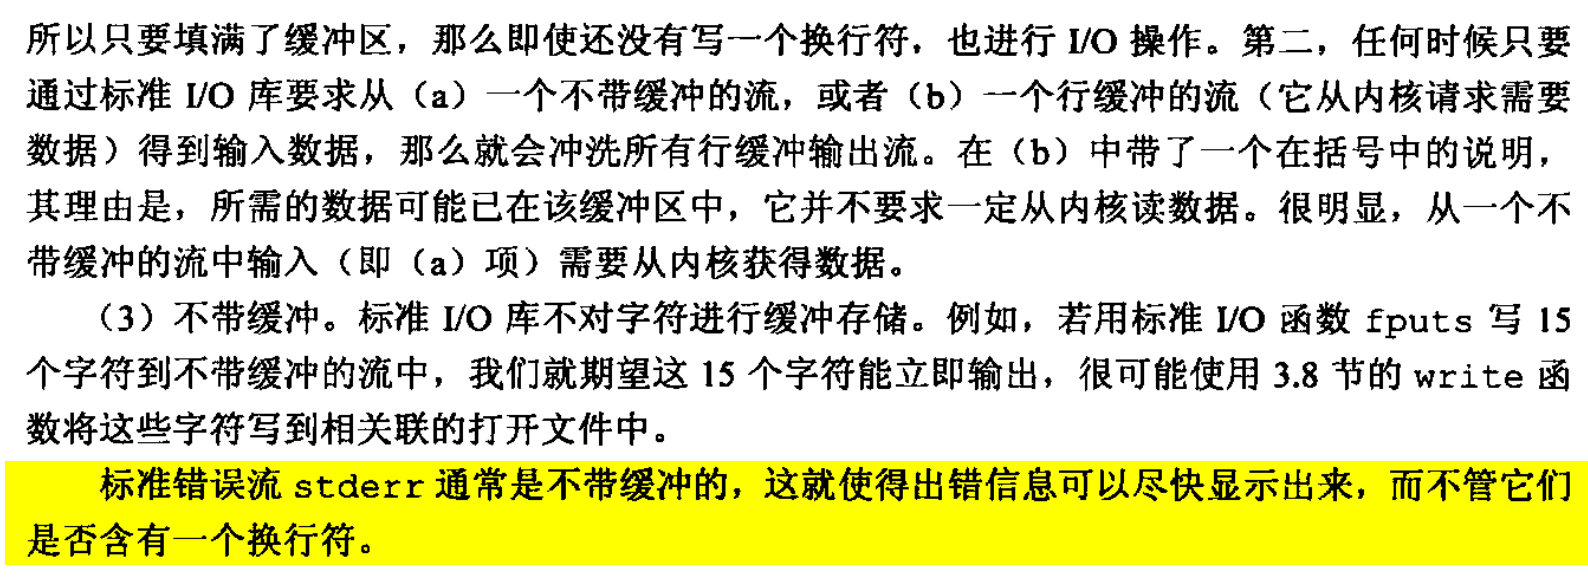 所以只要填满了缓冲区，那么即使还没有写一个换行符，也进行 I/O 操作。第二，任何时候只要
通过标准 I/O 库要求从（a）一个不带缓冲的流，或者（b）一个行缓冲的流（它从内核请求需要
数据）得到输入数据，那么就会冲洗所有行缓冲输出流。在（b）中带了一个在括号中的说明，
其理由是，所需的数据可能已在该缓冲区中，它并不要求一定从内核读数据。很明显，从一个不
带缓冲的流中输入（即（a）项）需要从内核获得数据。
（3）不带缓冲。标准 I/O 库不对字符进行缓冲存储。例如，若用标准 I/O 函数 fputs 写 15
个字符到不带缓冲的流中，我们就期望这 15 个字符能立即输出，很可能使用 3.8 节的 write 函
数将这些字符写到相关联的打开文件中。
标准错误流 stderr 通常是不带缓冲的，这就使得出错信息可以尽快显示出来，而不管它们
是否含有一个换行符。